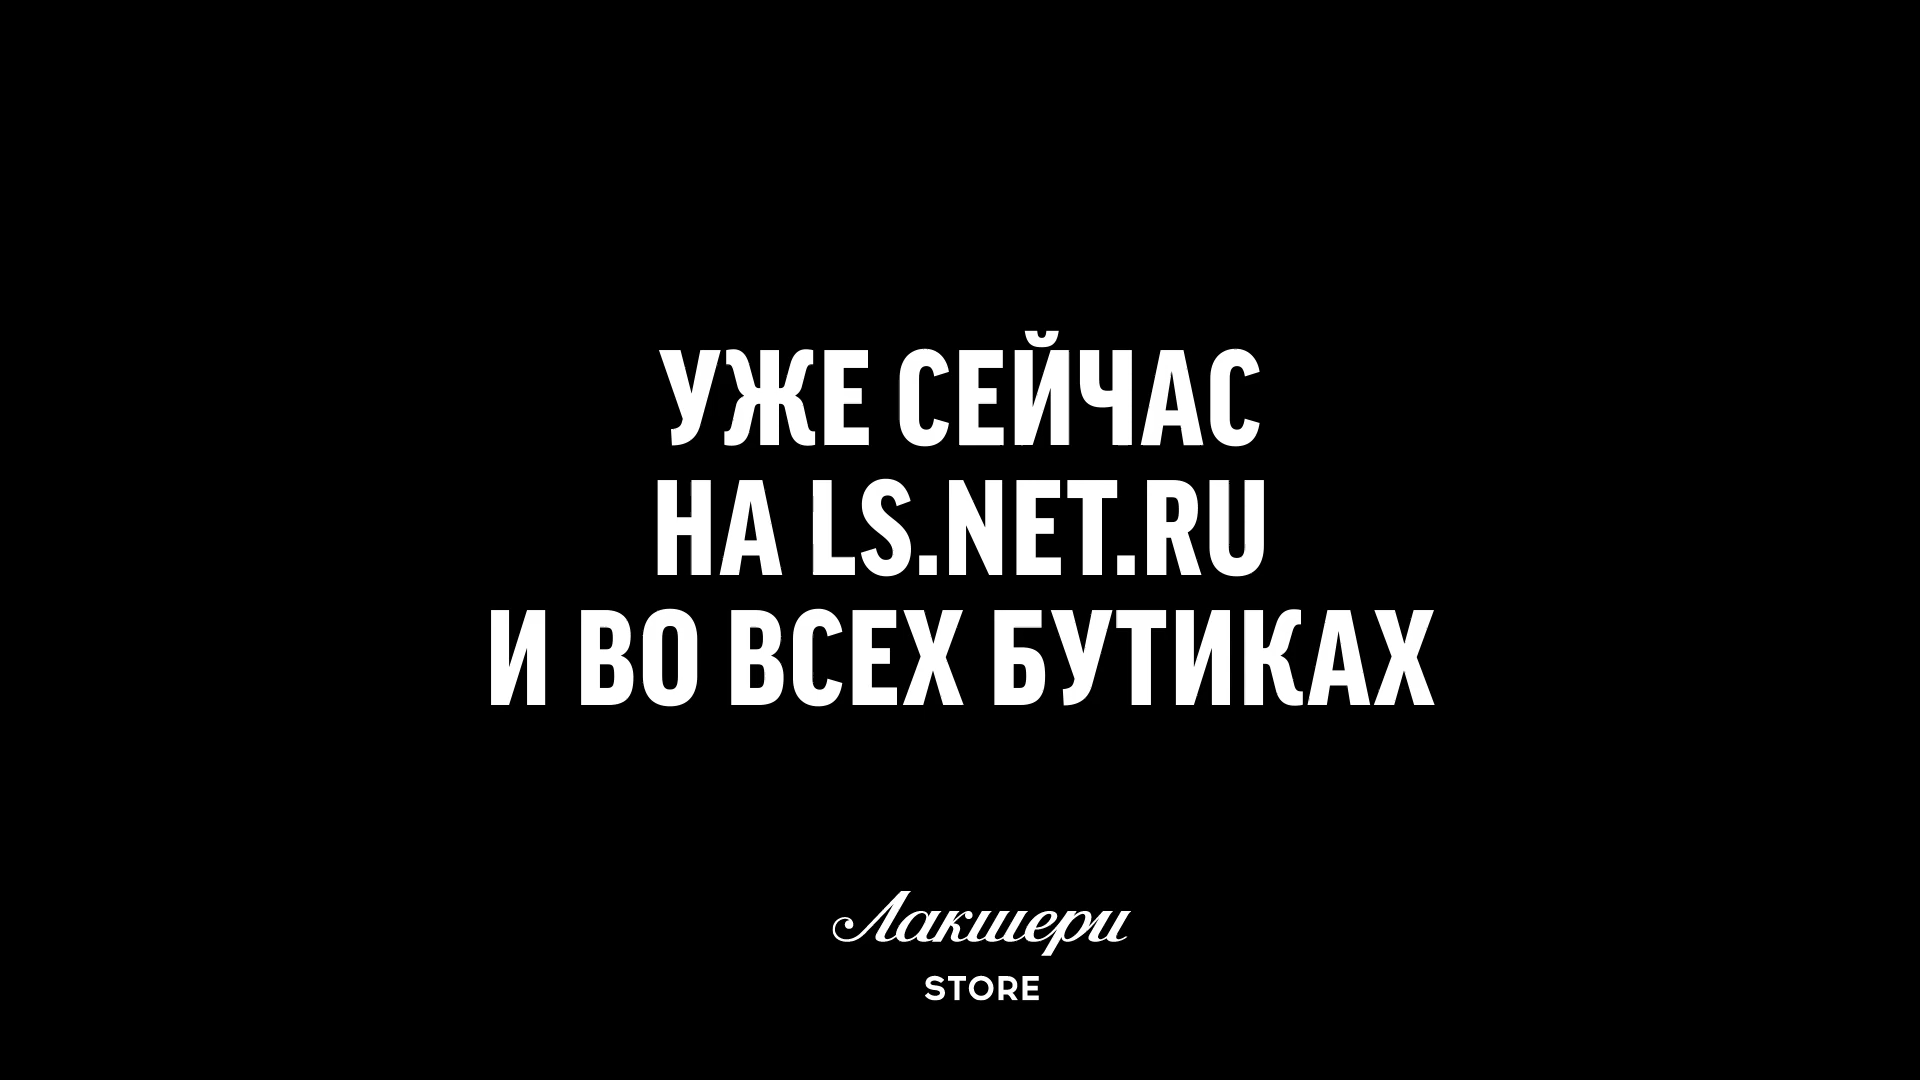 УЖЕ СЕЙЧАС
НА LS.NET.RU
И ВО ВСЕХ БУТИКАХ
Лакшери
STORE